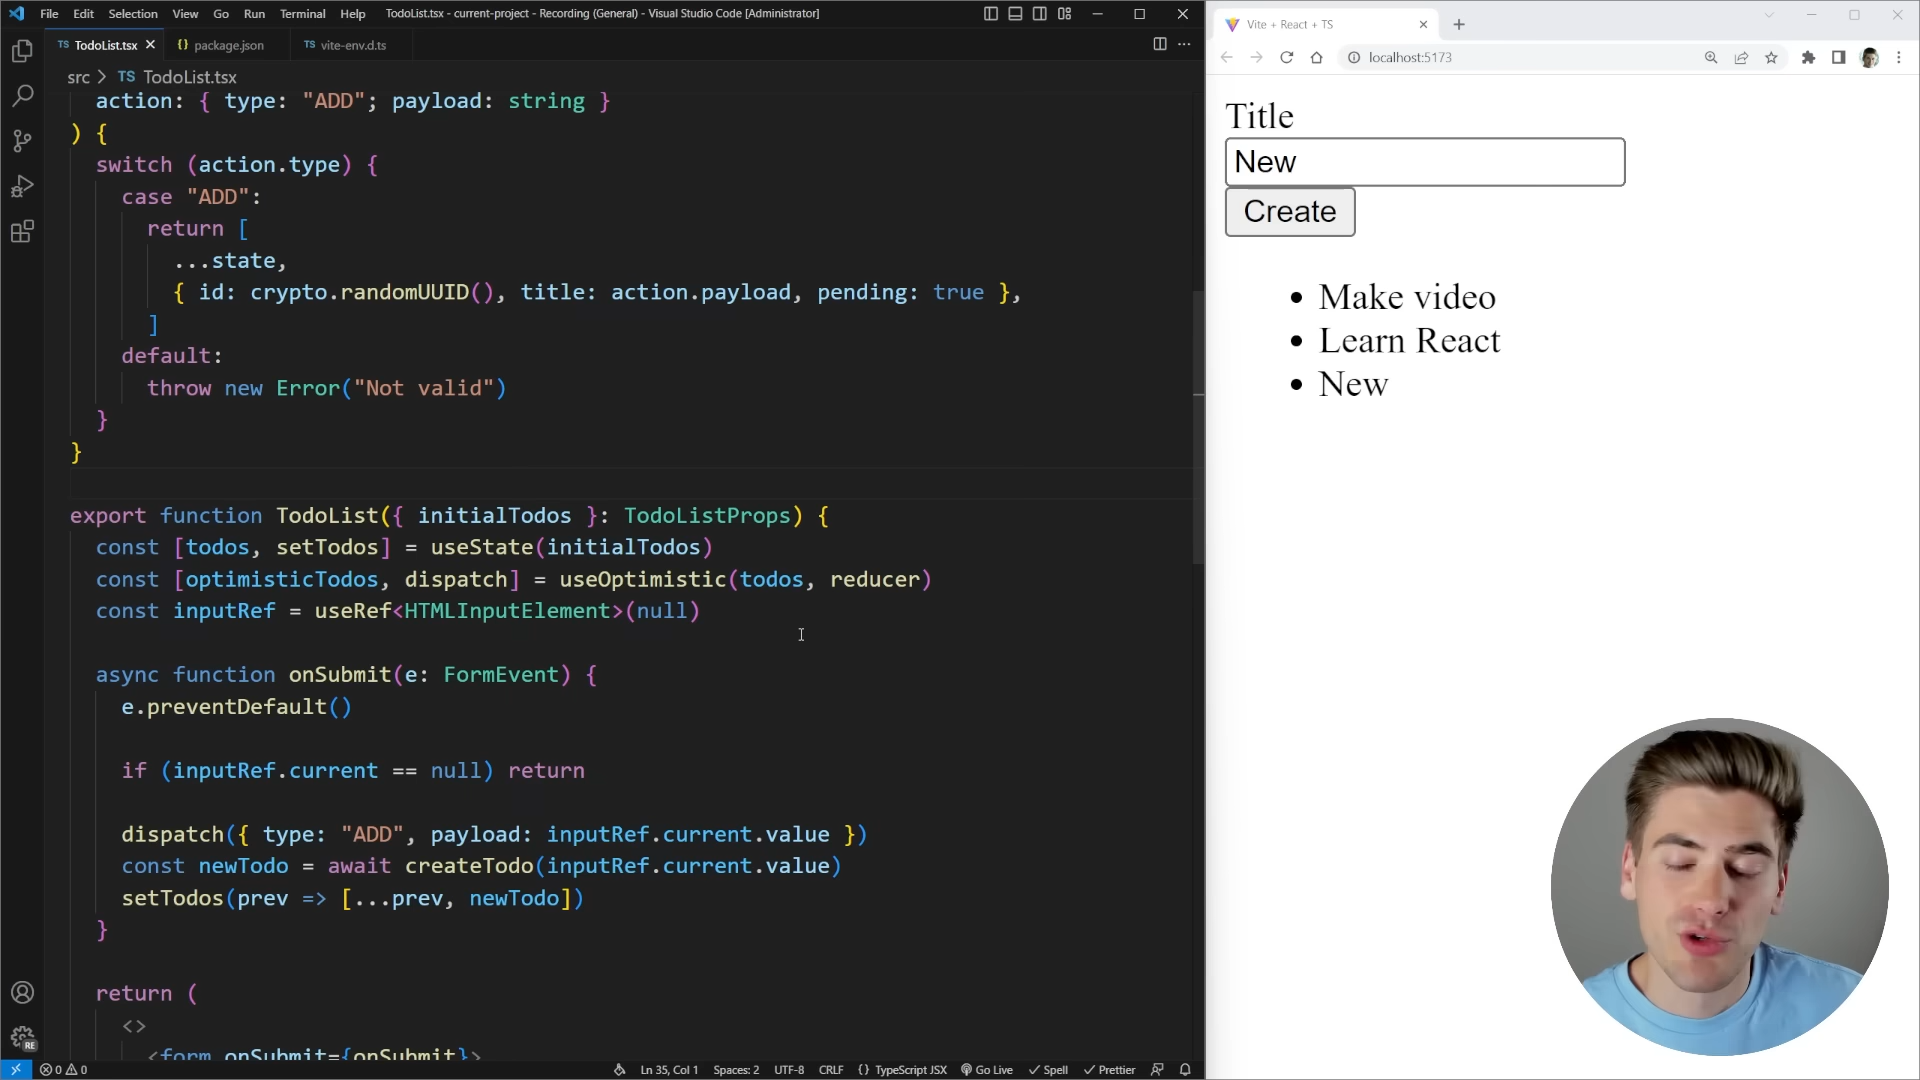 File Edit Selection View Go Run Terminal Help TodoList.tsx - current-project - Recording (General) - Visual Studio Code [Administrator]
TS TodoList.tsx {} package.json TS vite-env.d.ts
src > TS TodoList.tsx
action: { type: "ADD"; payload: string }
) {
switch (action.type) {
case "ADD":
return [
...state,
{ id: crypto.randomUUID(), title: action.payload, pending: true },
]
default:
throw new Error("Not valid")
}
}
export function TodoList({ initialTodos }: TodoListProps) {
const [todos, setTodos] = useState(initialTodos)
const [optimisticTodos, dispatch] = useOptimistic(todos, reducer)
const inputRef = useRef<HTMLInputElement>(null)
async function onSubmit(e: FormEvent) {
e.preventDefault()
if (inputRef.current == null) return
dispatch({ type: "ADD", payload: inputRef.current.value })
const newTodo = await createTodo(inputRef.current.value)
setTodos(prev => [...prev, newTodo])
}
return (
<>
<form onSubmit={onSubmit}>
RE
0 0 Ln 35, Col 1 Spaces: 2 UTF-8 CRLF {} TypeScript JSX Go Live Spell Prettier
Vite + React + TS
localhost:5173
Title
New
Create
Make video
Learn React
New